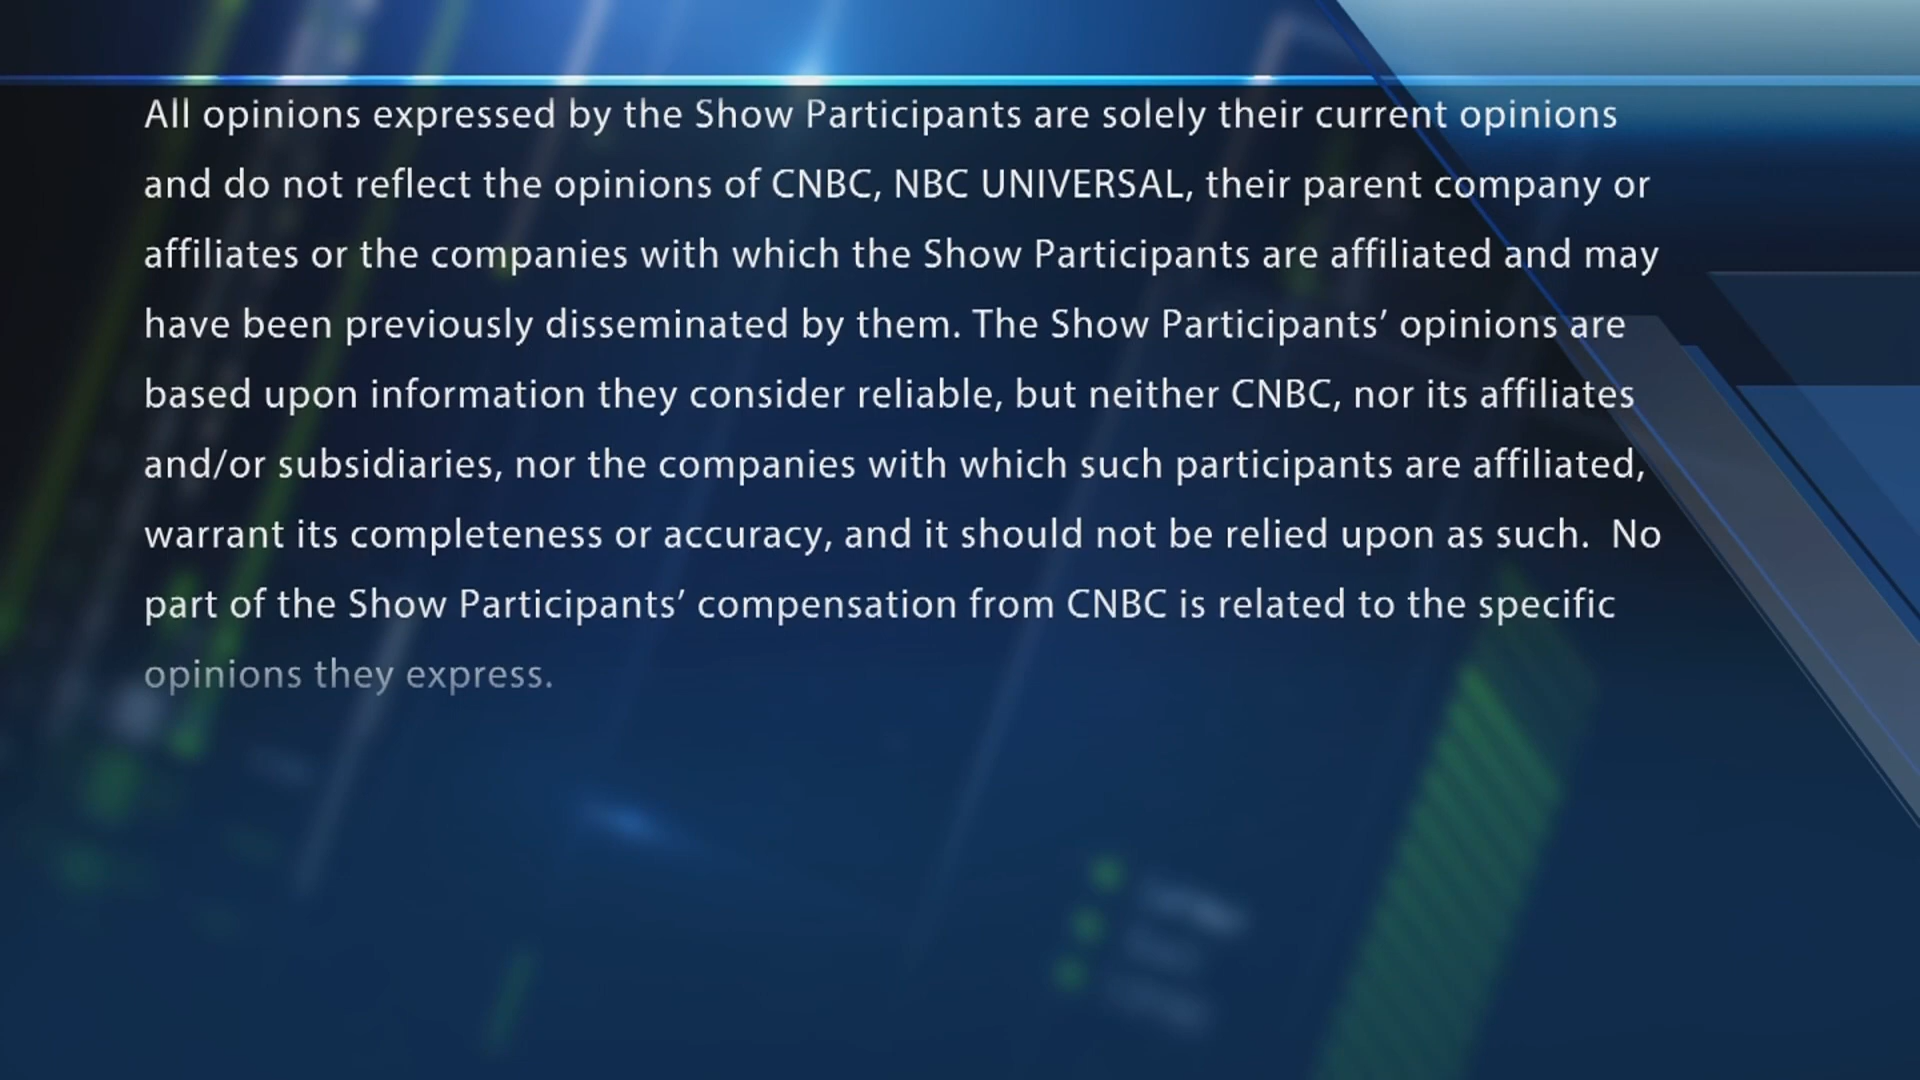 All opinions expressed by the Show Participants are solely their current opinions
and do not reflect the opinions of CNBC, NBC UNIVERSAL, their parent company or
affiliates or the companies with which the Show Participants are affiliated and may
have been previously disseminated by them. The Show Participants’ opinions are
based upon information they consider reliable, but neither CNBC, nor its affiliates
and/or subsidiaries, nor the companies with which such participants are affiliated,
warrant its completeness or accuracy, and it should not be relied upon as such.  No
part of the Show Participants’ compensation from CNBC is related to the specific
opinions they express.